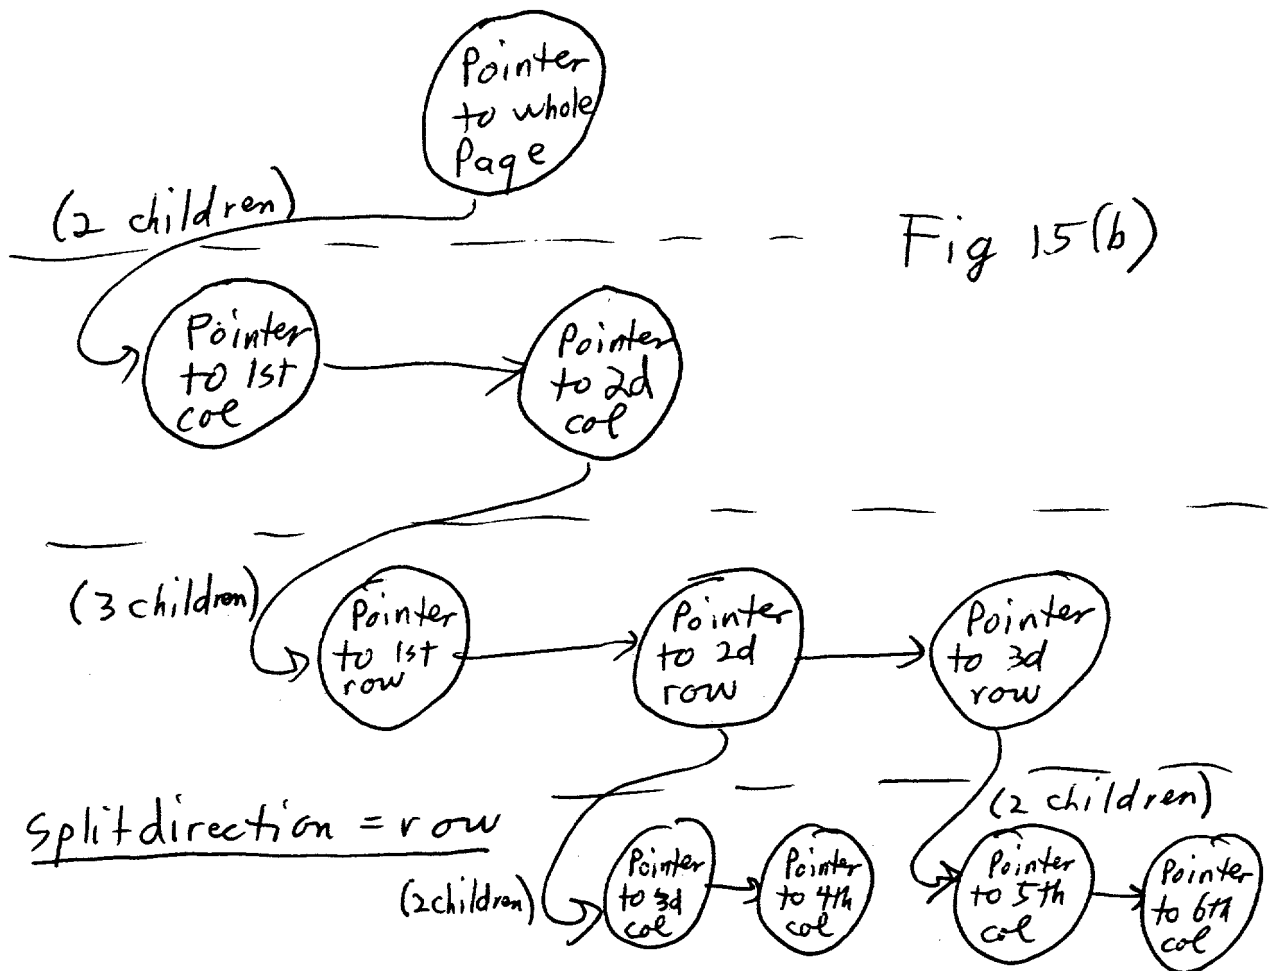 Pointer
to whole
Page
(2 children)
Fig 15(b)
Pointer
to 1st
col
Pointer
to 2d
col
(3 children)
Pointer
to 1st
row
Pointer
to 2d
row
Pointer
to 3d
row
(2 children)
Splitdirection = row
(2children)
Pointer
to 3d
col
Pointer
to 4th
col
Pointer
to 5th
col
Pointer
to 6th
col